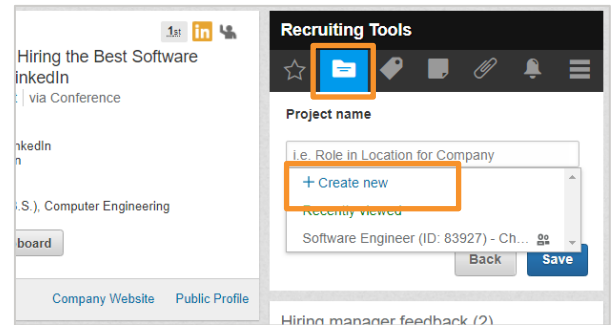 1st in
Hiring the Best Software
inkedIn
via Conference
nkedIn
n
.S.), Computer Engineering
board
Company Website Public Profile
Recruiting Tools
Project name
i.e. Role in Location for Company
+ Create new
Recently viewed
Software Engineer (ID: 83927) - Ch...
Back Save
Hiring manager feedback (2)